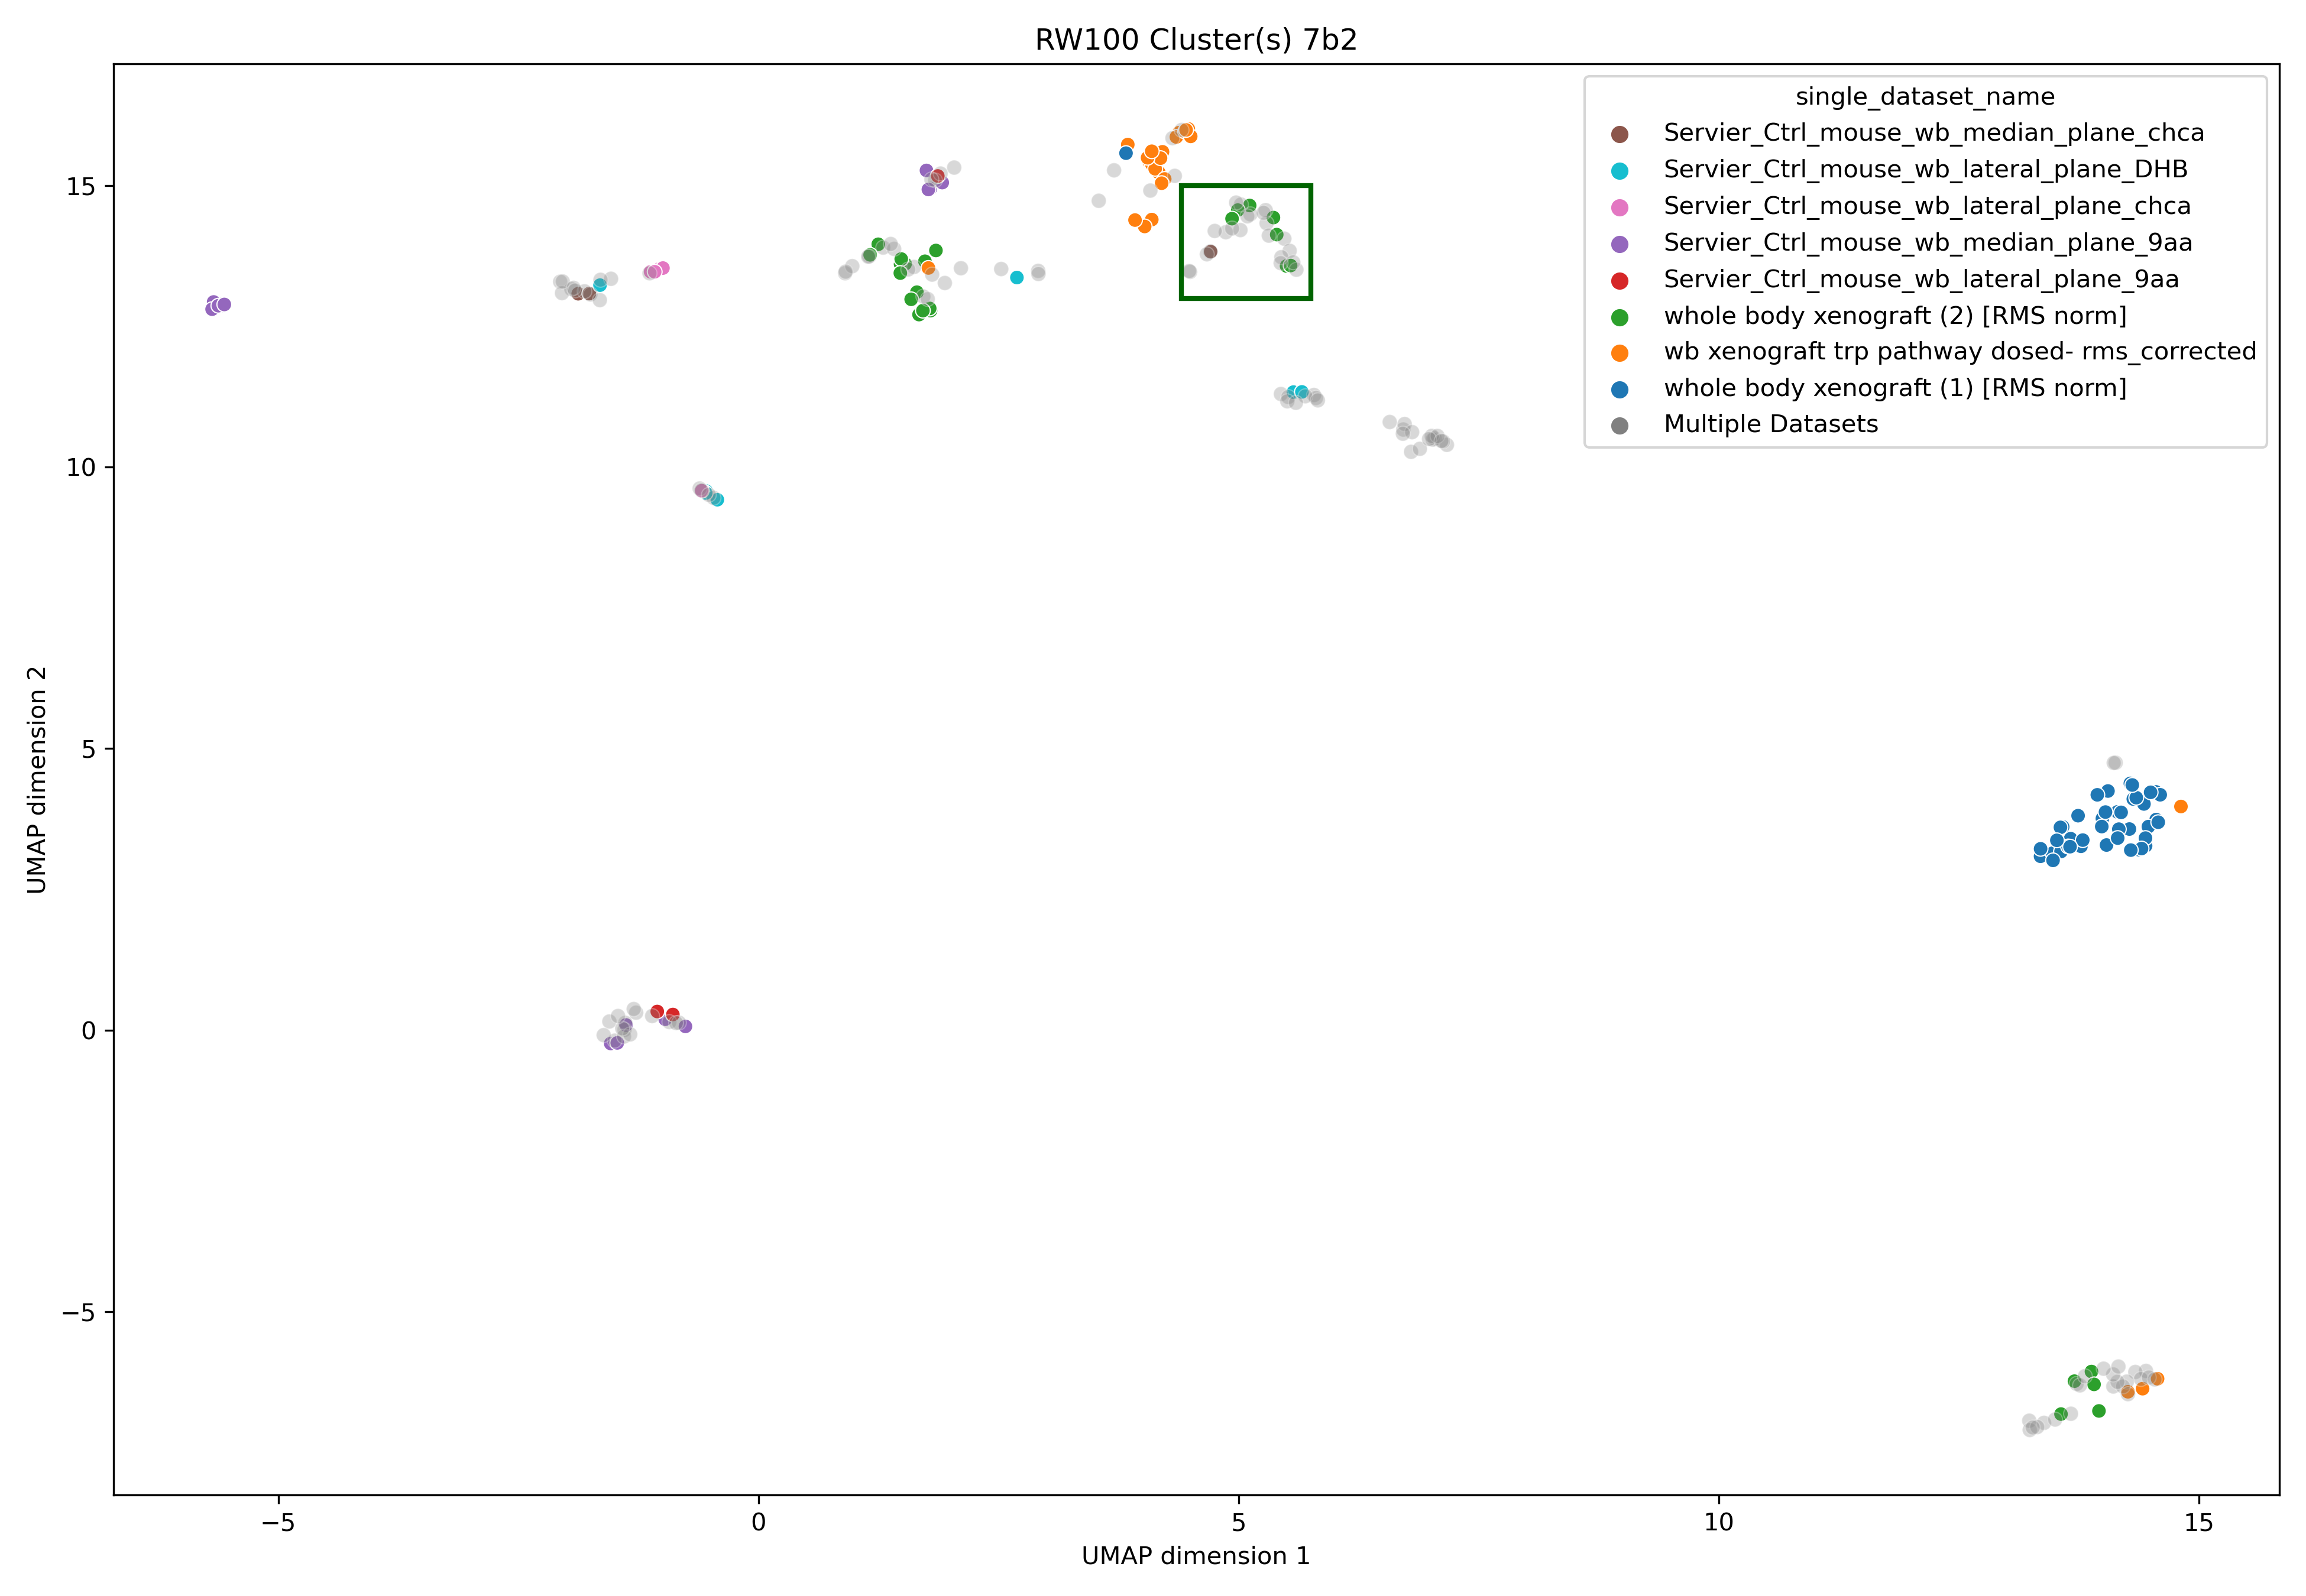 RW100 Cluster(s) 7b2
single_dataset_name
Servier_Ctrl_mouse_wb_median_plane_chca
Servier_Ctrl_mouse_wb_lateral_plane_DHB
Servier_Ctrl_mouse_wb_lateral_plane_chca
Servier_Ctrl_mouse_wb_median_plane_9aa
Servier_Ctrl_mouse_wb_lateral_plane_9aa
whole body xenograft (2) [RMS norm]
wb xenograft trp pathway dosed- rms_corrected
whole body xenograft (1) [RMS norm]
Multiple Datasets
15
10
5
0
−5
UMAP dimension 2
−5
0
5
10
15
UMAP dimension 1